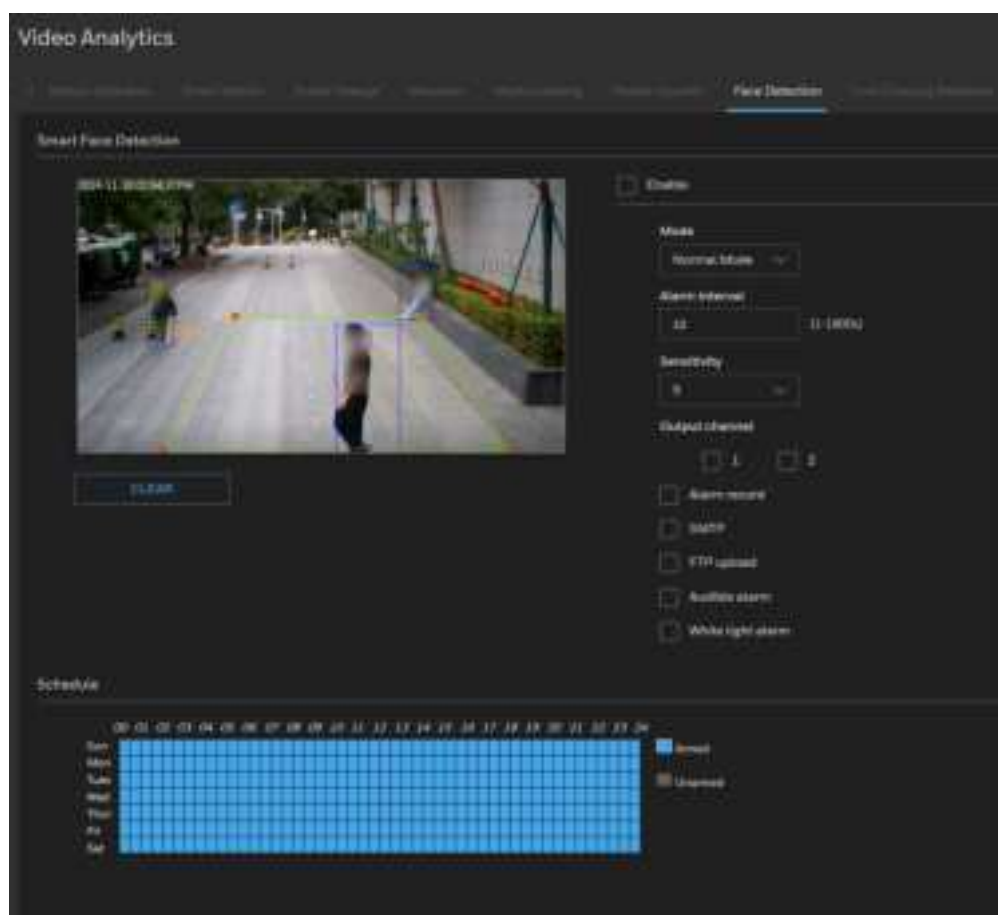 Video Analytics
Face Detection
Smart Face Detection
Enable
Mode
Normal Mode
Alarm interval
10 (1-1800s)
Sensitivity
5
Output channel
1 2
CLEAR
Alarm record
SMTP
FTP upload
Audible alarm
White light alarm
Schedule
00 01 02 03 04 05 06 07 08 09 10 11 12 13 14 15 16 17 18 19 20 21 22 23 24
Sun
Mon
Tues
Wed
Thur
Fri
Sat
Armed
Unarmed